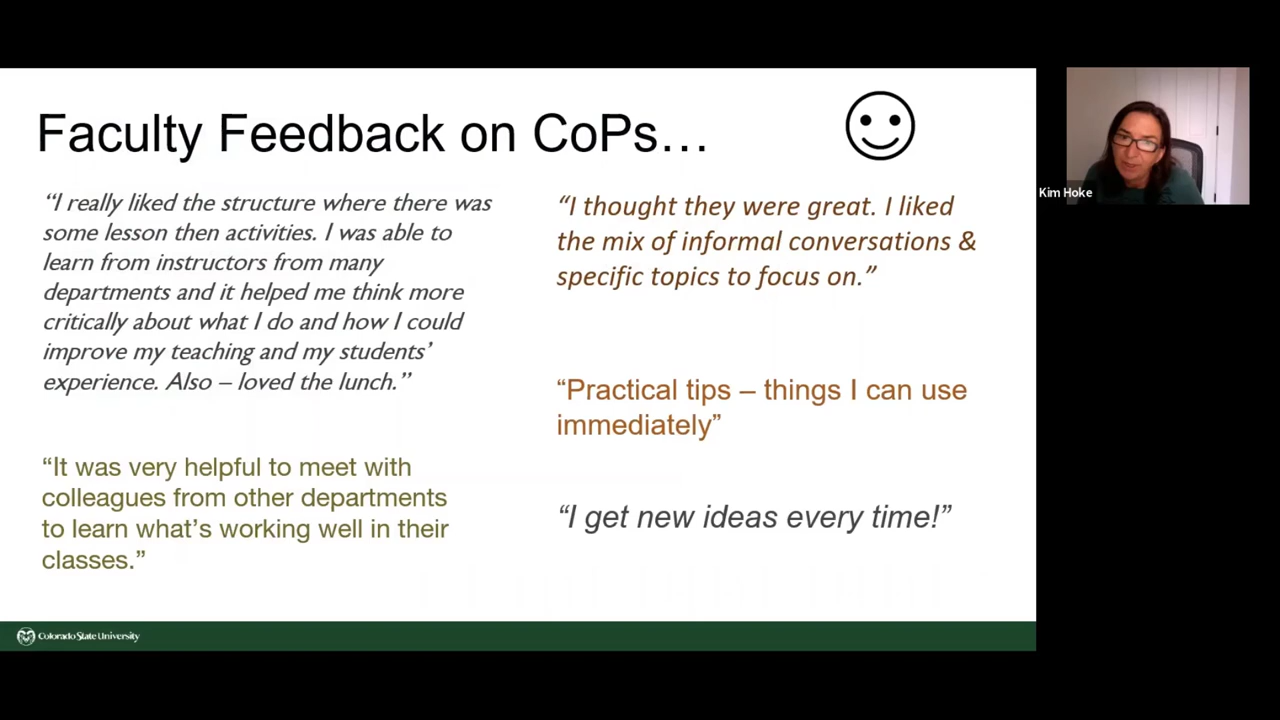 Faculty Feedback on CoPs…
“I really liked the structure where there was
some lesson then activities. I was able to
learn from instructors from many
departments and it helped me think more
critically about what I do and how I could
improve my teaching and my students’
experience. Also – loved the lunch.”
“It was very helpful to meet with
colleagues from other departments
to learn what’s working well in their
classes.”
“I thought they were great. I liked
the mix of informal conversations &
specific topics to focus on.”
“Practical tips – things I can use
immediately”
“I get new ideas every time!”
Colorado State University
Kim Hoke